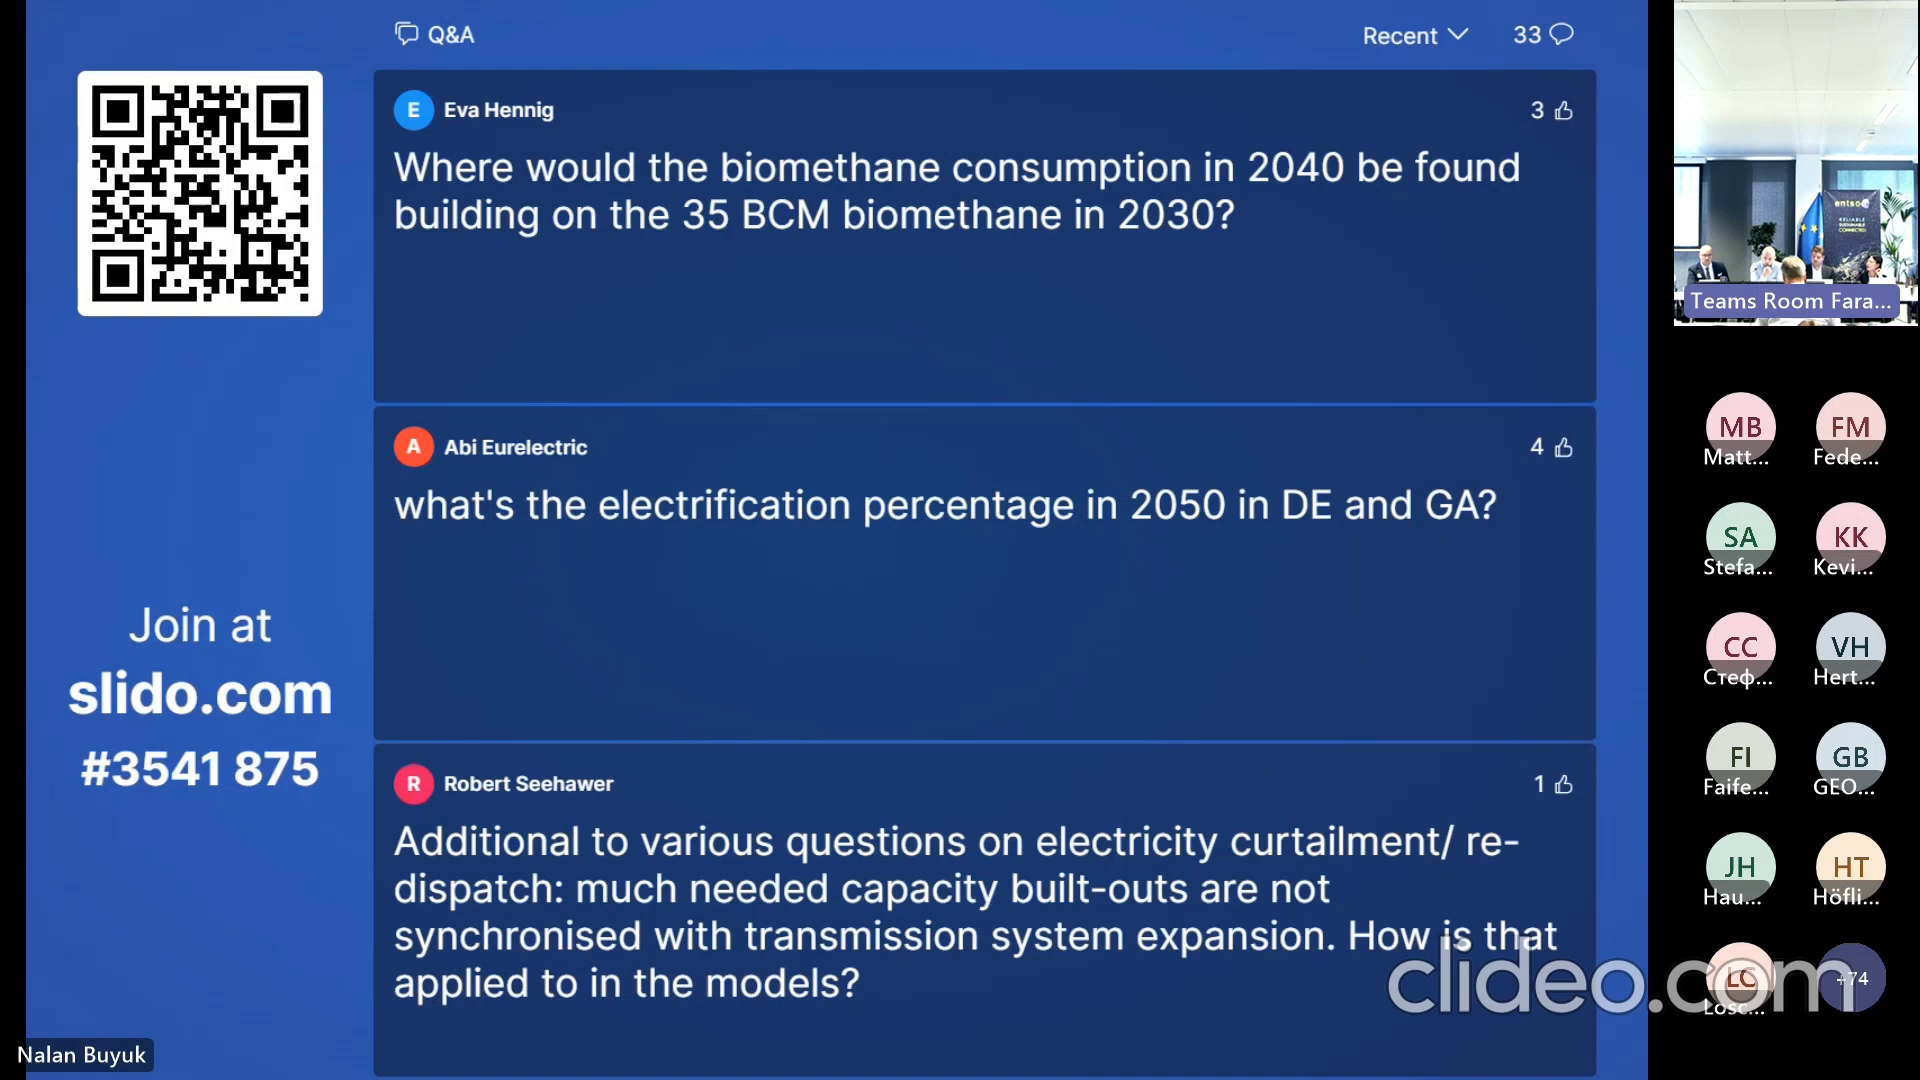 Q&A
Recent
33
E
Eva Hennig
3
Where would the biomethane consumption in 2040 be found
building on the 35 BCM biomethane in 2030?
A
Abi Eurelectric
4
what's the electrification percentage in 2050 in DE and GA?
R
Robert Seehawer
1
Additional to various questions on electricity curtailment/ re-
dispatch: much needed capacity built-outs are not
synchronised with transmission system expansion. How is that
applied to in the models?
Join at
slido.com
#3541 875
Nalan Buyuk
entsoe
RELIABLE
SUSTAINABLE
CONNECTED
Teams Room Fara...
MB
Matt...
FM
Fede...
SA
Stefa...
KK
Kevi...
CC
Стеф...
VH
Hert...
FI
Faife...
GB
GEO...
JH
Hau...
HT
Höfli...
LC
Losc...
+74
clideo.com